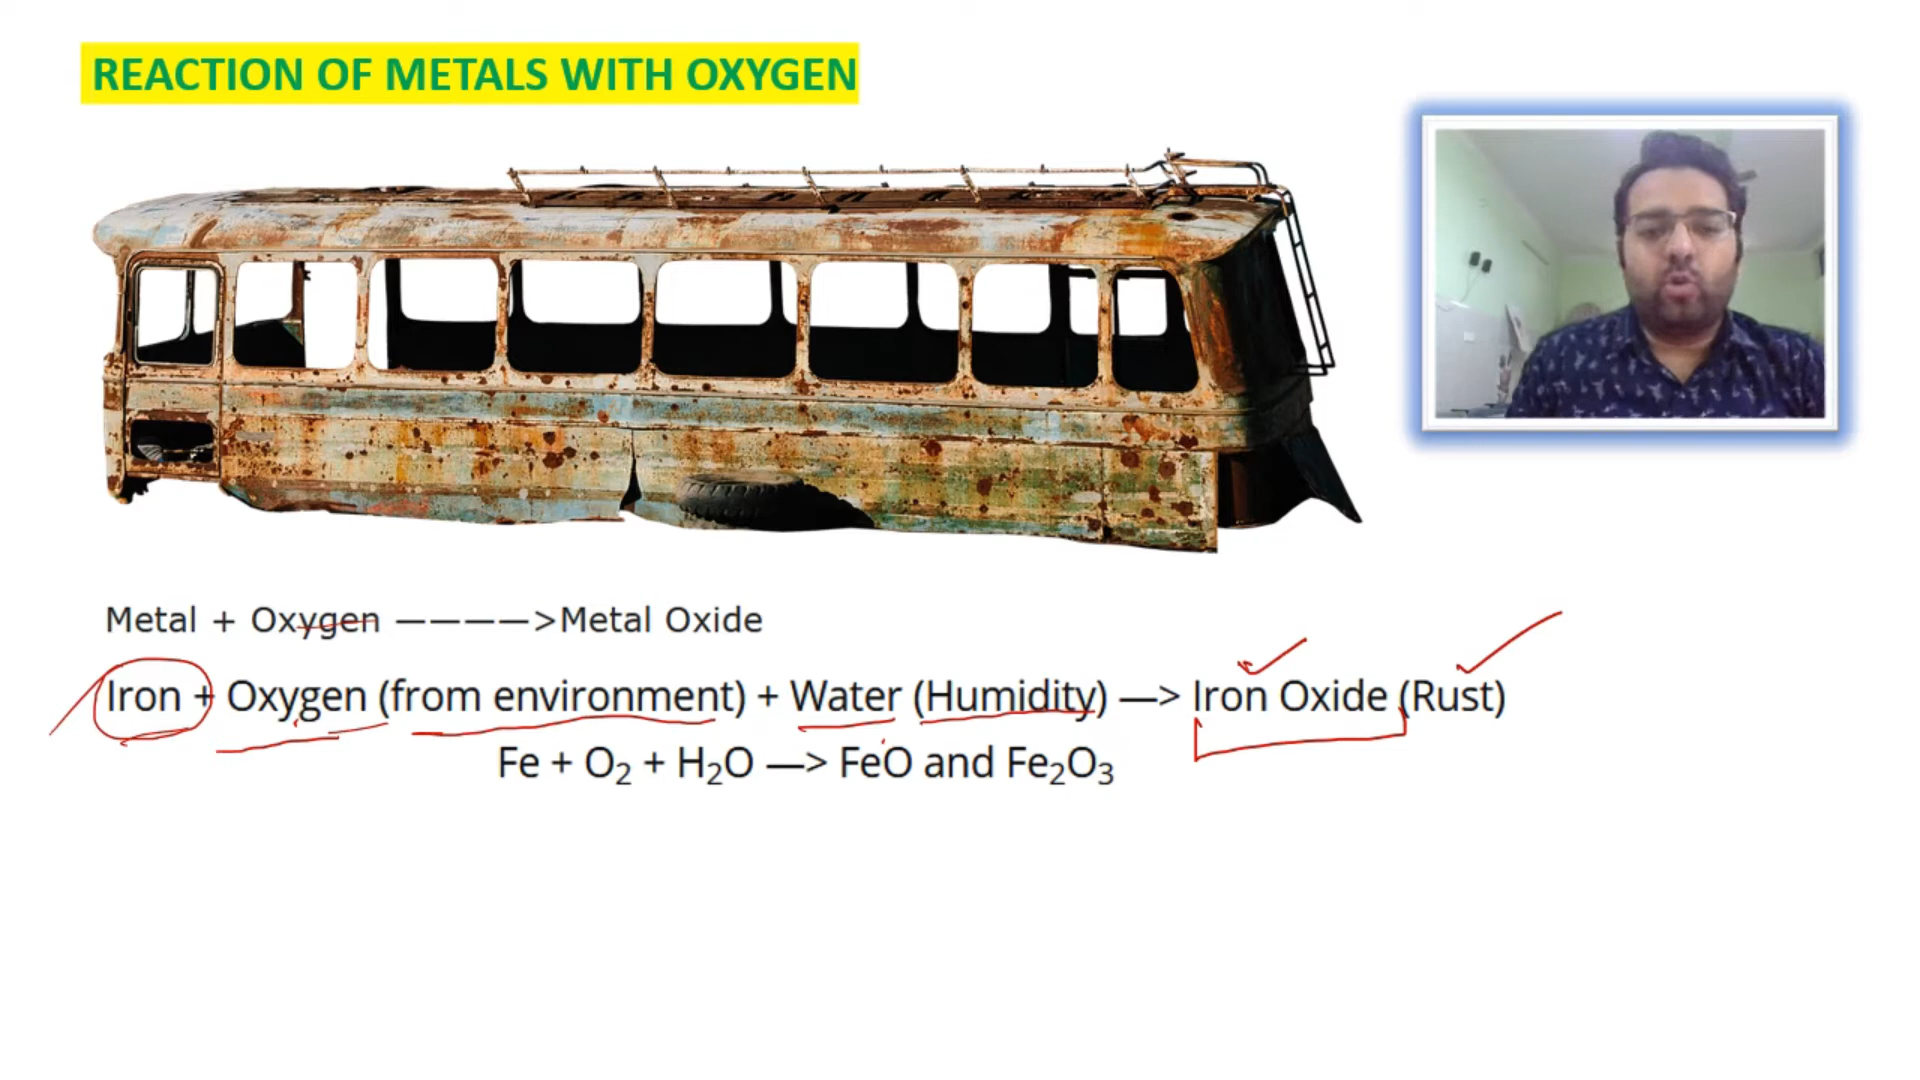 REACTION OF METALS WITH OXYGEN
Metal + Oxygen ————>Metal Oxide
Iron + Oxygen (from environment) + Water (Humidity) —> Iron Oxide (Rust)
Fe + O₂ + H₂O —> FeO and Fe₂O₃